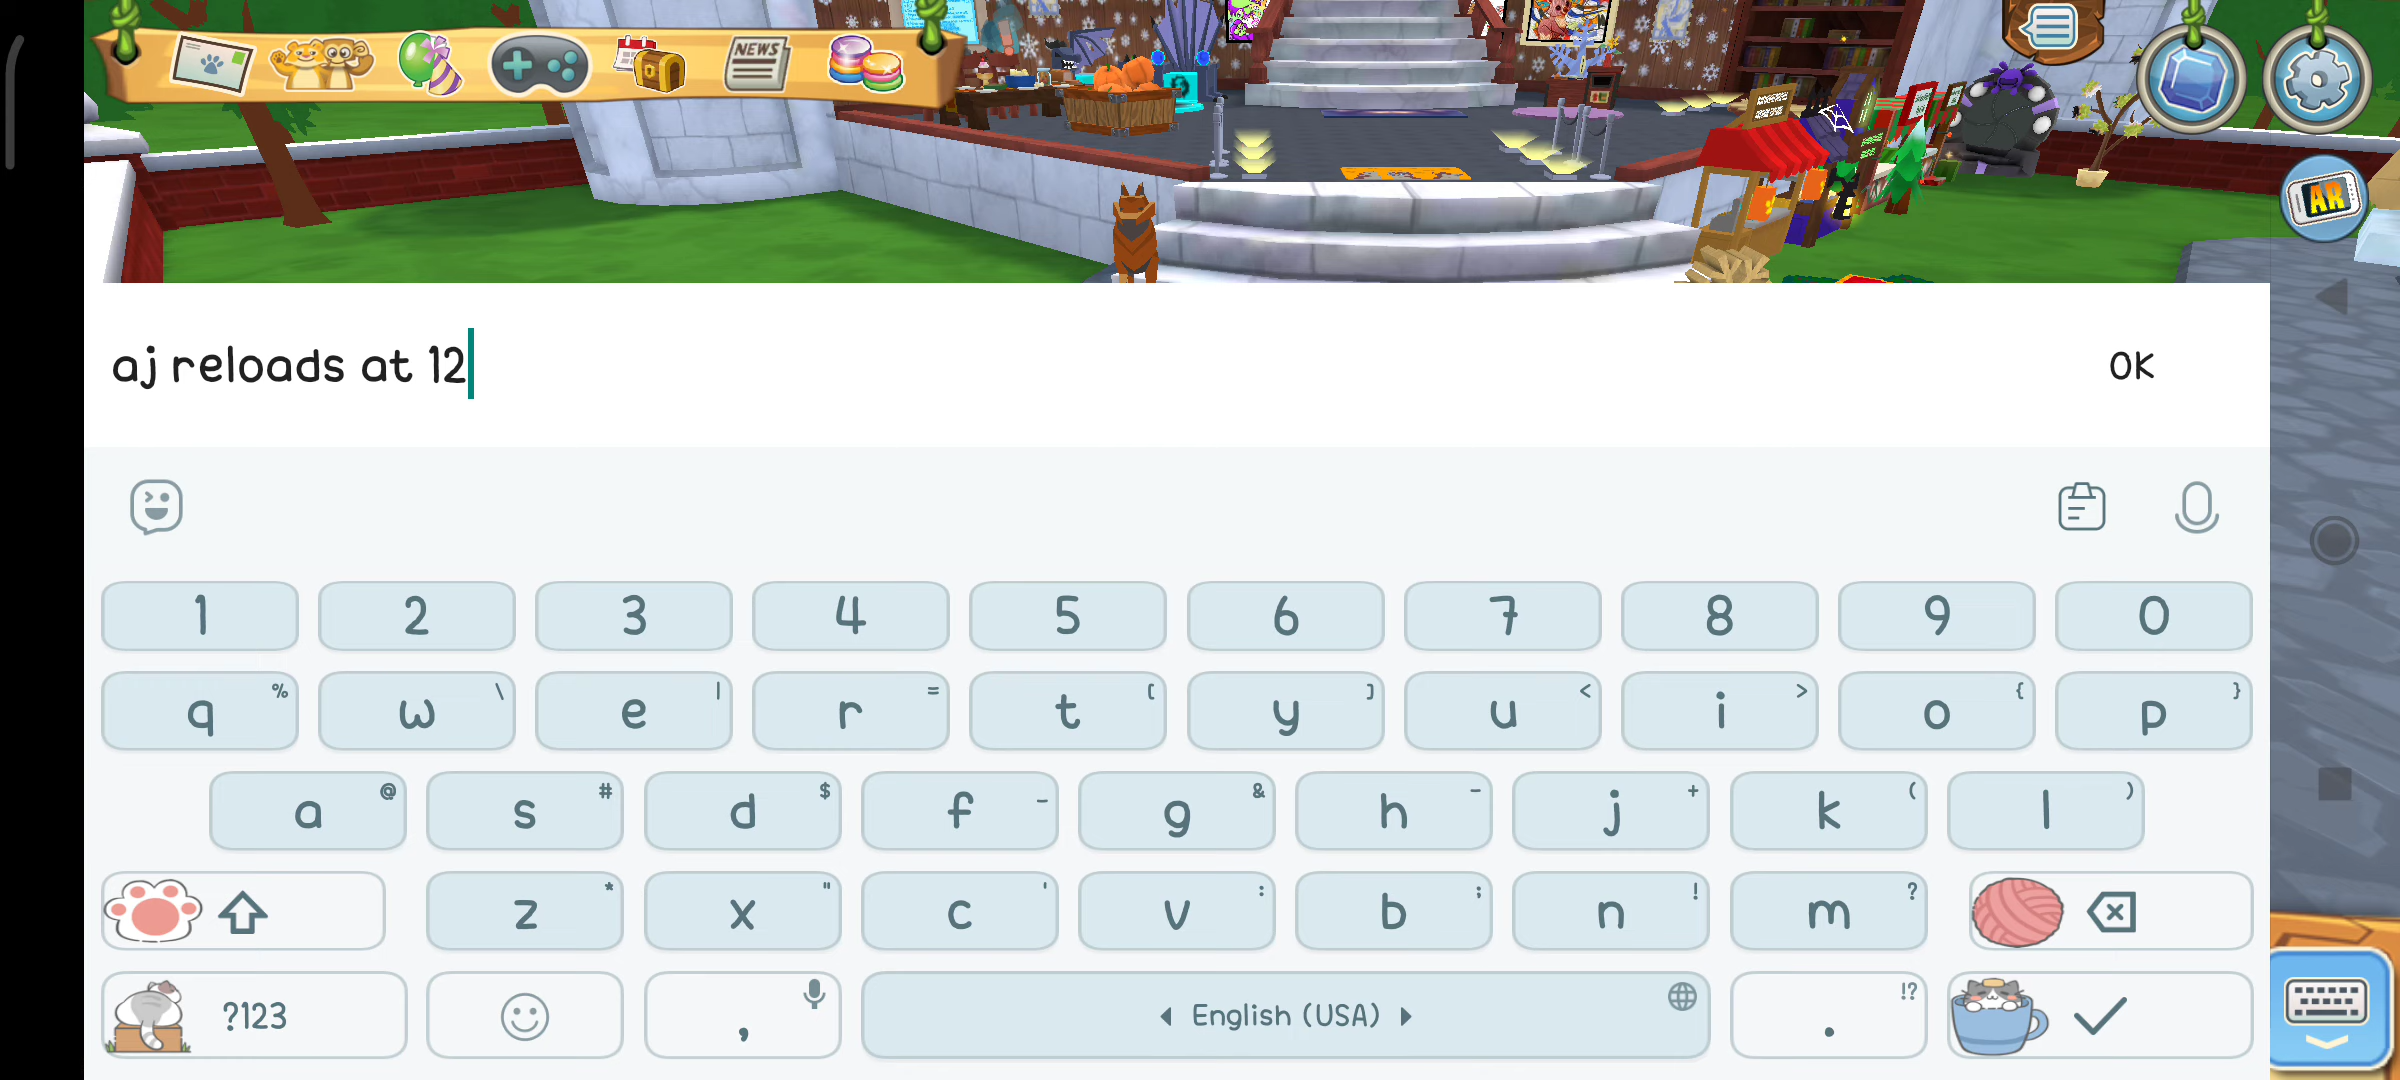 NEWS
AR
aj reloads at 12
OK
1 2 3 4 5 6 7 8 9 0
q % w \ e | r = t [ y ] u < i > o { p }
a @ s # d $ f _ g & h - j + k ( l )
z * x " c ' v : b ; n ! m ?
?123 , English (USA) . !?